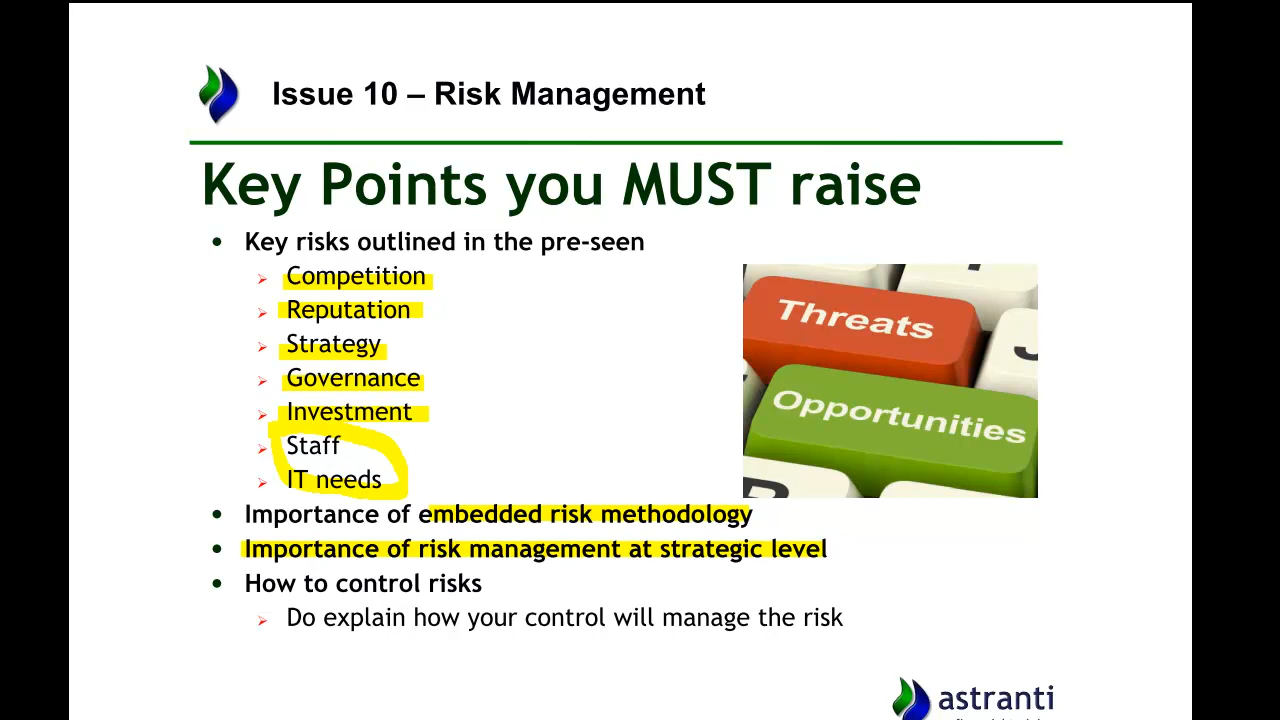 Issue 10 – Risk Management
Key Points you MUST raise
• Key risks outlined in the pre-seen
➢ Competition
➢ Reputation
➢ Strategy
➢ Governance
➢ Investment
➢ Staff
➢ IT needs
• Importance of embedded risk methodology
• Importance of risk management at strategic level
• How to control risks
➢ Do explain how your control will manage the risk
Threats
Opportunities
astranti